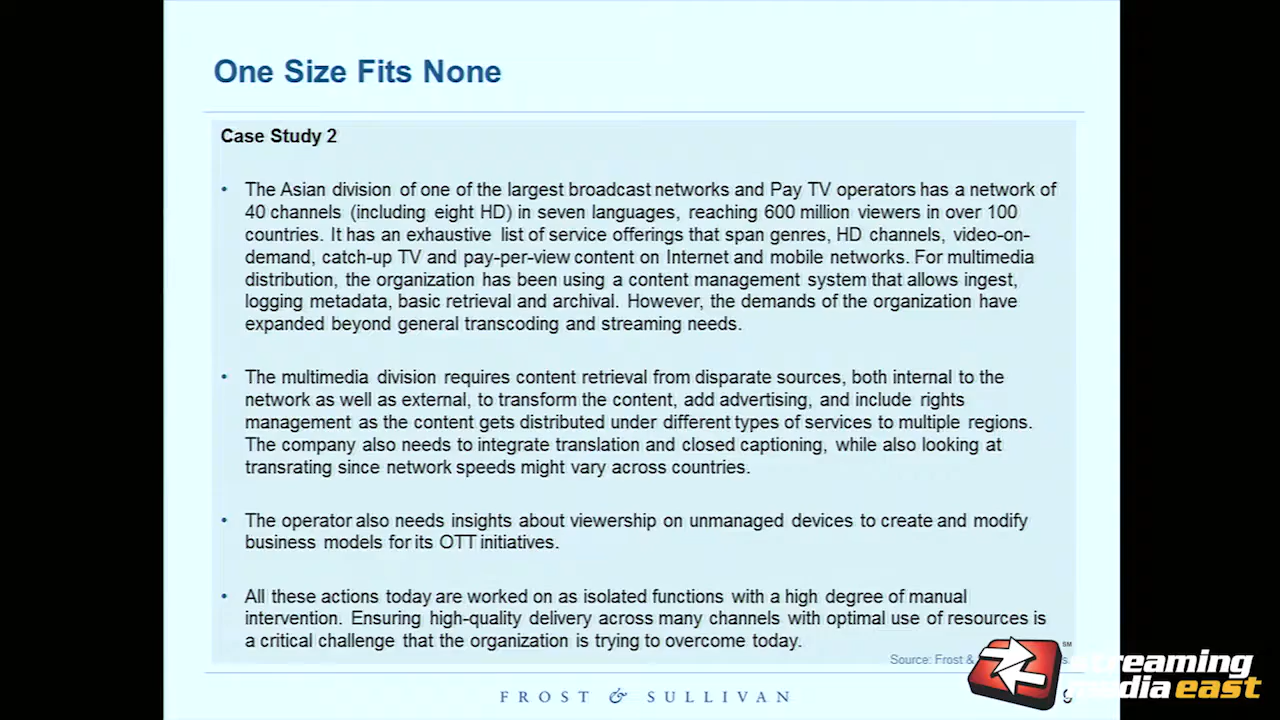 One Size Fits None
Case Study 2
• The Asian division of one of the largest broadcast networks and Pay TV operators has a network of
40 channels (including eight HD) in seven languages, reaching 600 million viewers in over 100
countries. It has an exhaustive list of service offerings that span genres, HD channels, video-on-
demand, catch-up TV and pay-per-view content on Internet and mobile networks. For multimedia
distribution, the organization has been using a content management system that allows ingest,
logging metadata, basic retrieval and archival. However, the demands of the organization have
expanded beyond general transcoding and streaming needs.
• The multimedia division requires content retrieval from disparate sources, both internal to the
network as well as external, to transform the content, add advertising, and include rights
management as the content gets distributed under different types of services to multiple regions.
The company also needs to integrate translation and closed captioning, while also looking at
transrating since network speeds might vary across countries.
• The operator also needs insights about viewership on unmanaged devices to create and modify
business models for its OTT initiatives.
• All these actions today are worked on as isolated functions with a high degree of manual
intervention. Ensuring high-quality delivery across many channels with optimal use of resources is
a critical challenge that the organization is trying to overcome today.
Source: Frost &
FROST & SULLIVAN
SM
streaming
media east